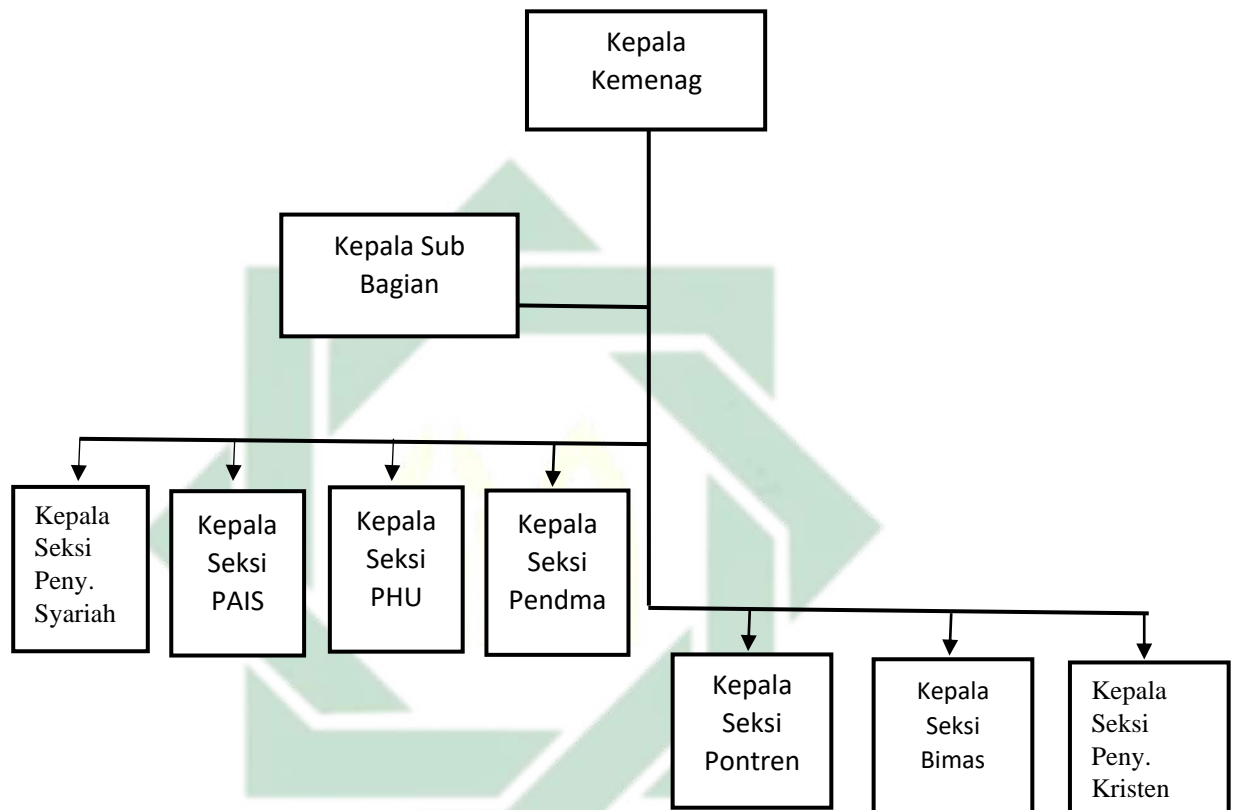 Kepala
Kemenag
Kepala Sub
Bagian
Kepala
Seksi
Peny.
Syariah
Kepala
Seksi
PAIS
Kepala
Seksi
PHU
Kepala
Seksi
Pendma
Kepala
Seksi
Pontren
Kepala
Seksi
Bimas
Kepala
Seksi
Peny.
Kristen